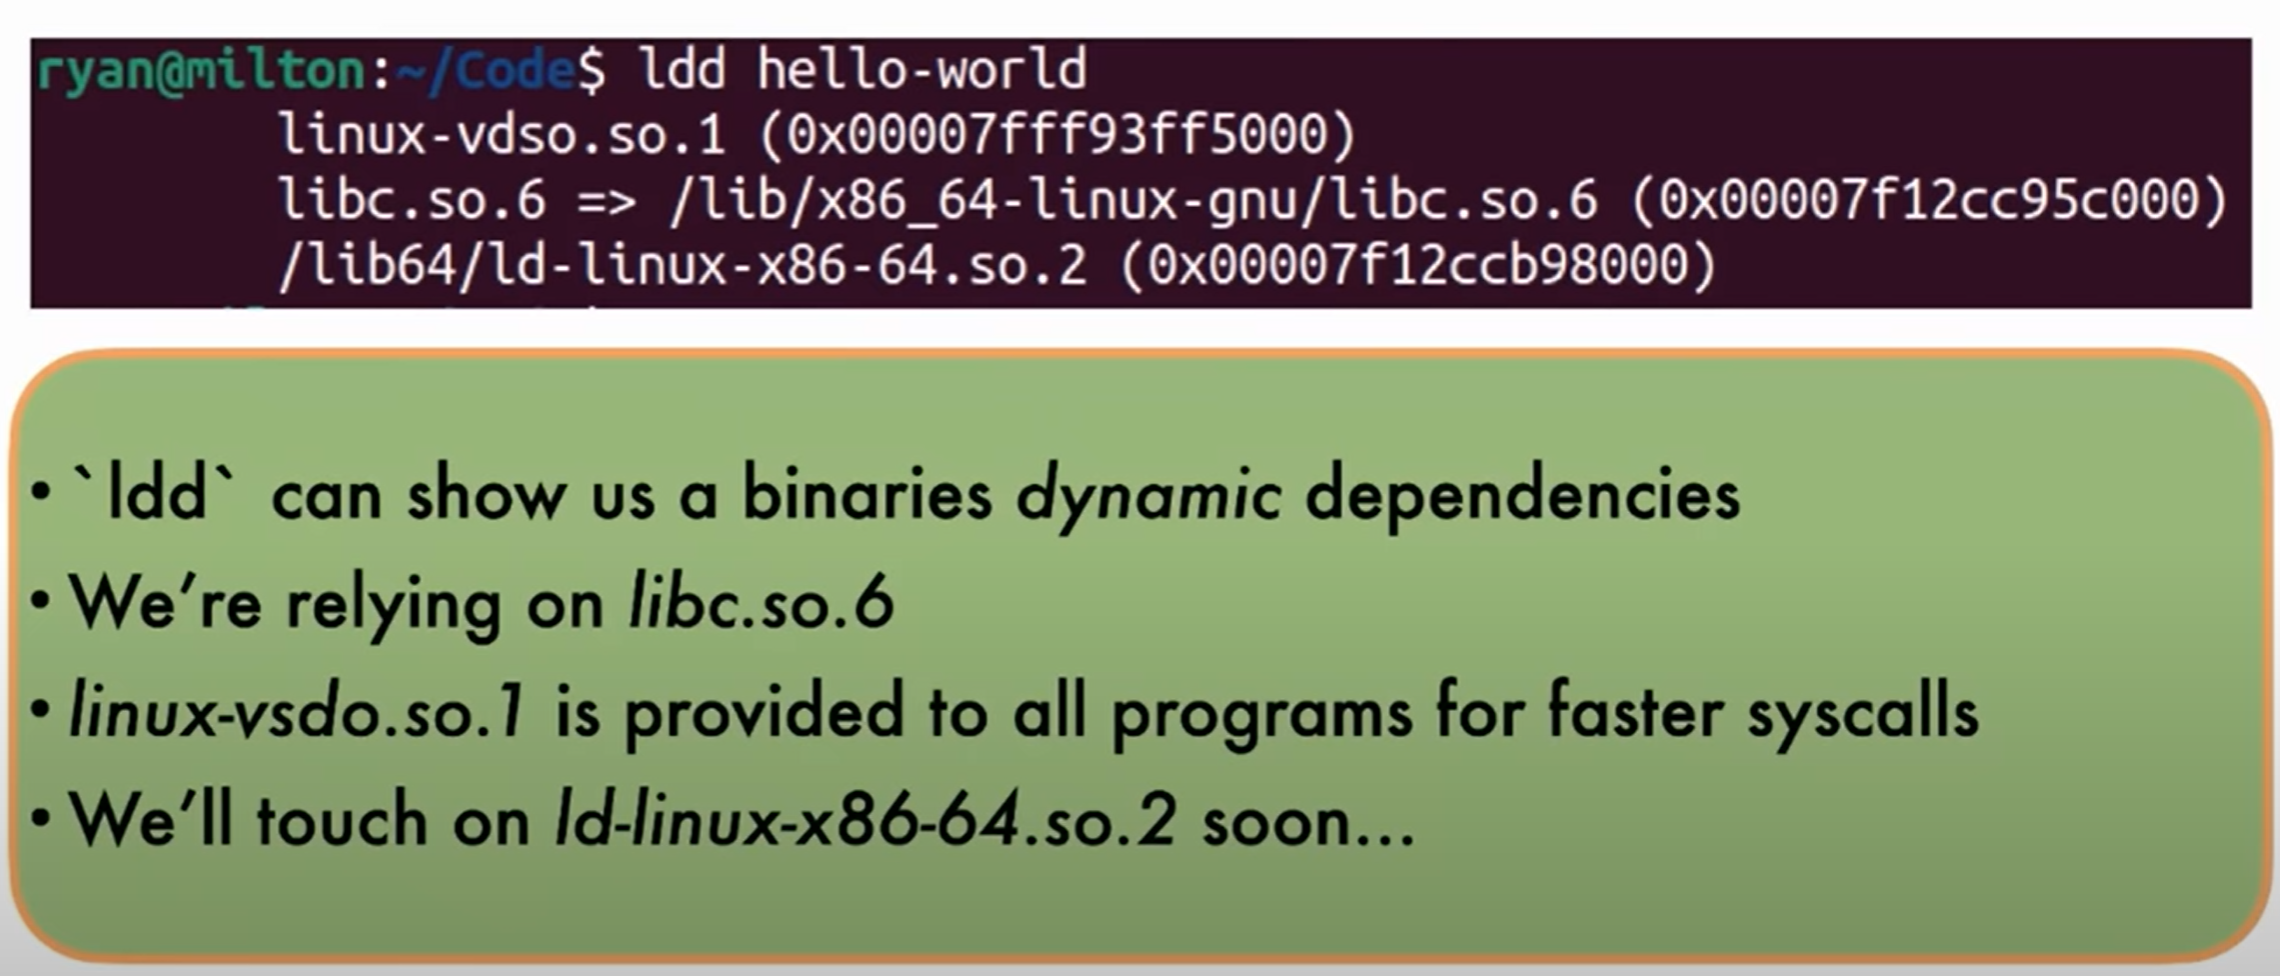 ryan@milton:~/Code$ ldd hello-world
linux-vdso.so.1 (0x00007fff93ff5000)
libc.so.6 => /lib/x86_64-linux-gnu/libc.so.6 (0x00007f12cc95c000)
/lib64/ld-linux-x86-64.so.2 (0x00007f12ccb98000)
• `ldd` can show us a binaries dynamic dependencies
• We’re relying on libc.so.6
• linux-vsdo.so.1 is provided to all programs for faster syscalls
• We’ll touch on ld-linux-x86-64.so.2 soon…